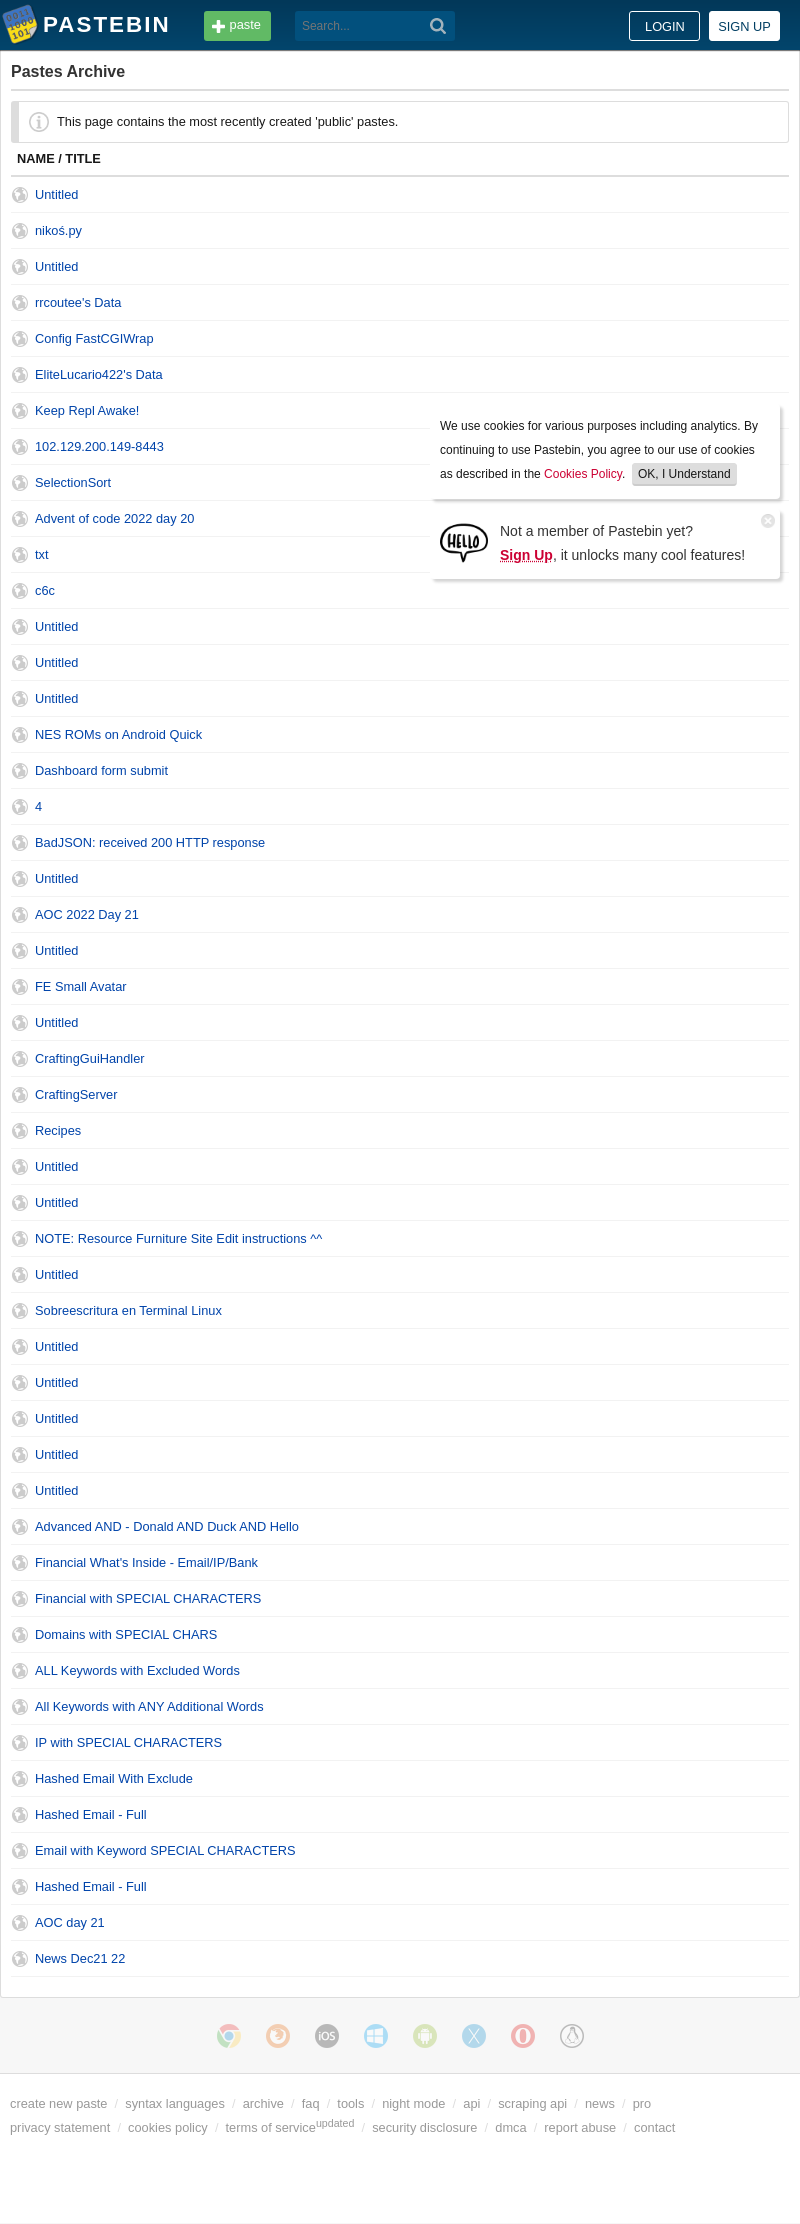 PASTEBIN paste Search... LOGIN SIGN UP
Pastes Archive
This page contains the most recently created 'public' pastes.
NAME / TITLE
Untitled
nikoś.py
Untitled
rrcoutee's Data
Config FastCGIWrap
EliteLucario422's Data
Keep Repl Awake!
102.129.200.149-8443
SelectionSort
Advent of code 2022 day 20
txt
c6c
We use cookies for various purposes including analytics. By
continuing to use Pastebin, you agree to our use of cookies
as described in the Cookies Policy. OK, I Understand
HELLO
Not a member of Pastebin yet?
Sign Up, it unlocks many cool features!
Untitled
Untitled
Untitled
NES ROMs on Android Quick
Dashboard form submit
4
BadJSON: received 200 HTTP response
Untitled
AOC 2022 Day 21
Untitled
FE Small Avatar
Untitled
CraftingGuiHandler
CraftingServer
Recipes
Untitled
Untitled
NOTE: Resource Furniture Site Edit instructions ^^
Untitled
Sobreescritura en Terminal Linux
Untitled
Untitled
Untitled
Untitled
Untitled
Advanced AND - Donald AND Duck AND Hello
Financial What's Inside - Email/IP/Bank
Financial with SPECIAL CHARACTERS
Domains with SPECIAL CHARS
ALL Keywords with Excluded Words
All Keywords with ANY Additional Words
IP with SPECIAL CHARACTERS
Hashed Email With Exclude
Hashed Email - Full
Email with Keyword SPECIAL CHARACTERS
Hashed Email - Full
AOC day 21
News Dec21 22
iOS
create new paste / syntax languages / archive / faq / tools / night mode / api / scraping api / news / pro
privacy statement / cookies policy / terms of service updated / security disclosure / dmca / report abuse / contact